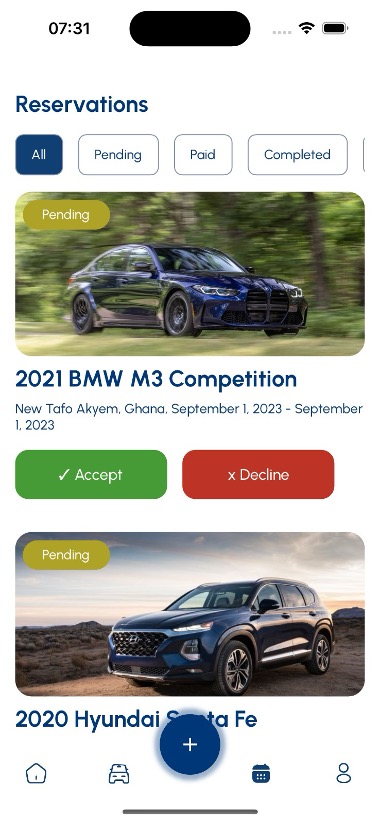 07:31
Reservations
All Pending Paid Completed
Pending
2021 BMW M3 Competition
New Tafo Akyem, Ghana, September 1, 2023 - September
1, 2023
✓ Accept x Decline
Pending
2020 Hyundai Santa Fe
+